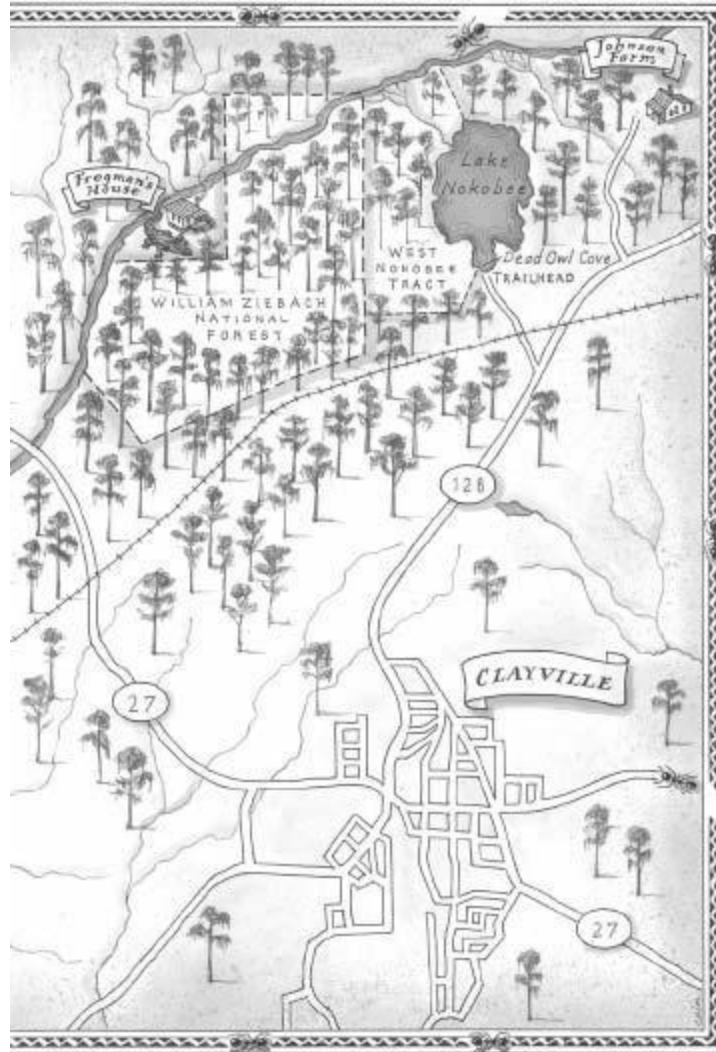 Johnson
Farm
Lake
Nokobee
Frogman's
House
WEST
NOKOBEE
TRACT
Dead Owl Cove
TRAILHEAD
WILLIAM ZIEBACH
NATIONAL
FOREST
128
CLAYVILLE
27
27